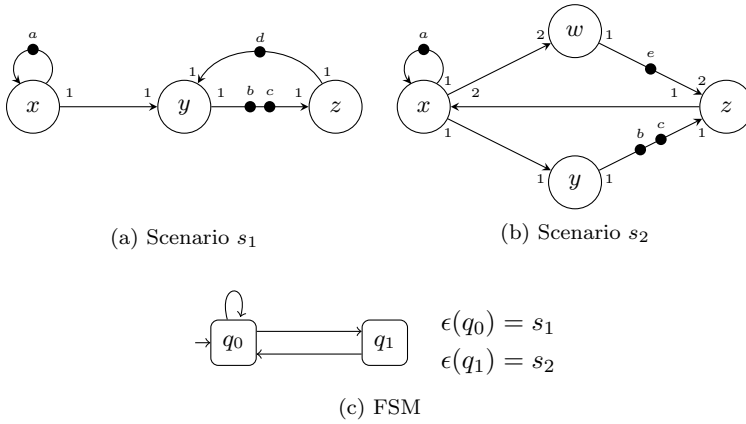 a
d
1
1
x
1
1
y
1
b
c
1
z
(a) Scenario s₁
a
w
2
1
e
1
2
2
x
1
z
1
1
c
b
1
y
1
(b) Scenario s₂
q₀
q₁
ϵ(q₀) = s₁
ϵ(q₁) = s₂
(c) FSM